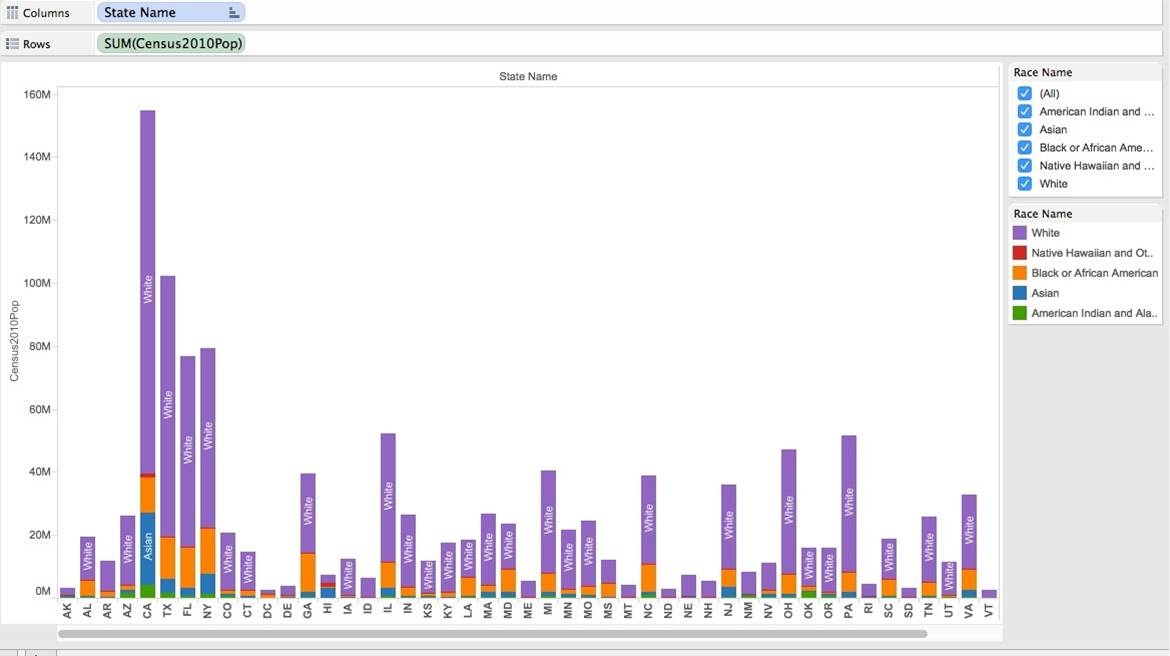 Columns State Name
Rows SUM(Census2010Pop)
State Name
160M
140M
120M
100M
80M
60M
40M
20M
0M
Census2010Pop
White White White White White White Asian White White White White White White White White White White White White White White White White White White White White White White White White White
AK AL AR AZ CA TX FL NY CO CT DC DE GA HI IA ID IL IN KS KY LA MA MD ME MI MN MO MS MT NC ND NE NH NJ NM NV OH OK OR PA RI SC SD TN UT VA VT
Race Name
(All)
American Indian and ...
Asian
Black or African Ame...
Native Hawaiian and ...
White
Race Name
White
Native Hawaiian and Ot..
Black or African American
Asian
American Indian and Ala..